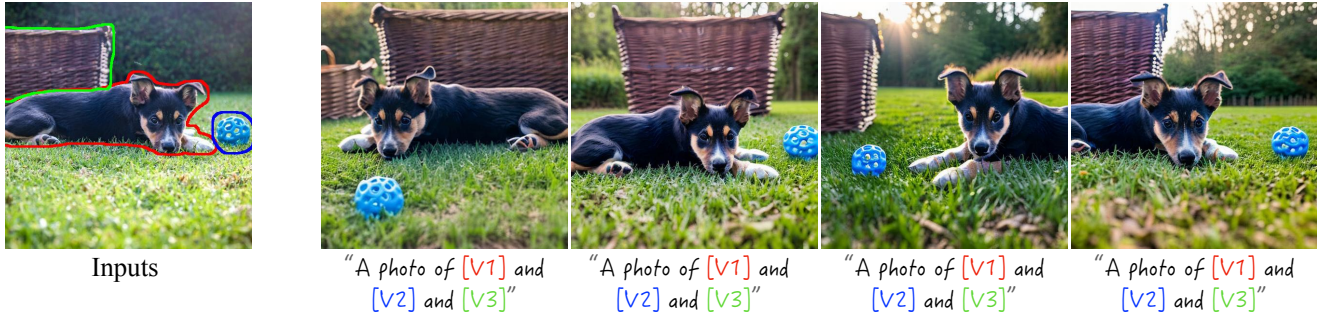 Inputs
“A photo of [V1] and
[V2] and [V3]”
“A photo of [V1] and
[V2] and [V3]”
“A photo of [V1] and
[V2] and [V3]”
“A photo of [V1] and
[V2] and [V3]”